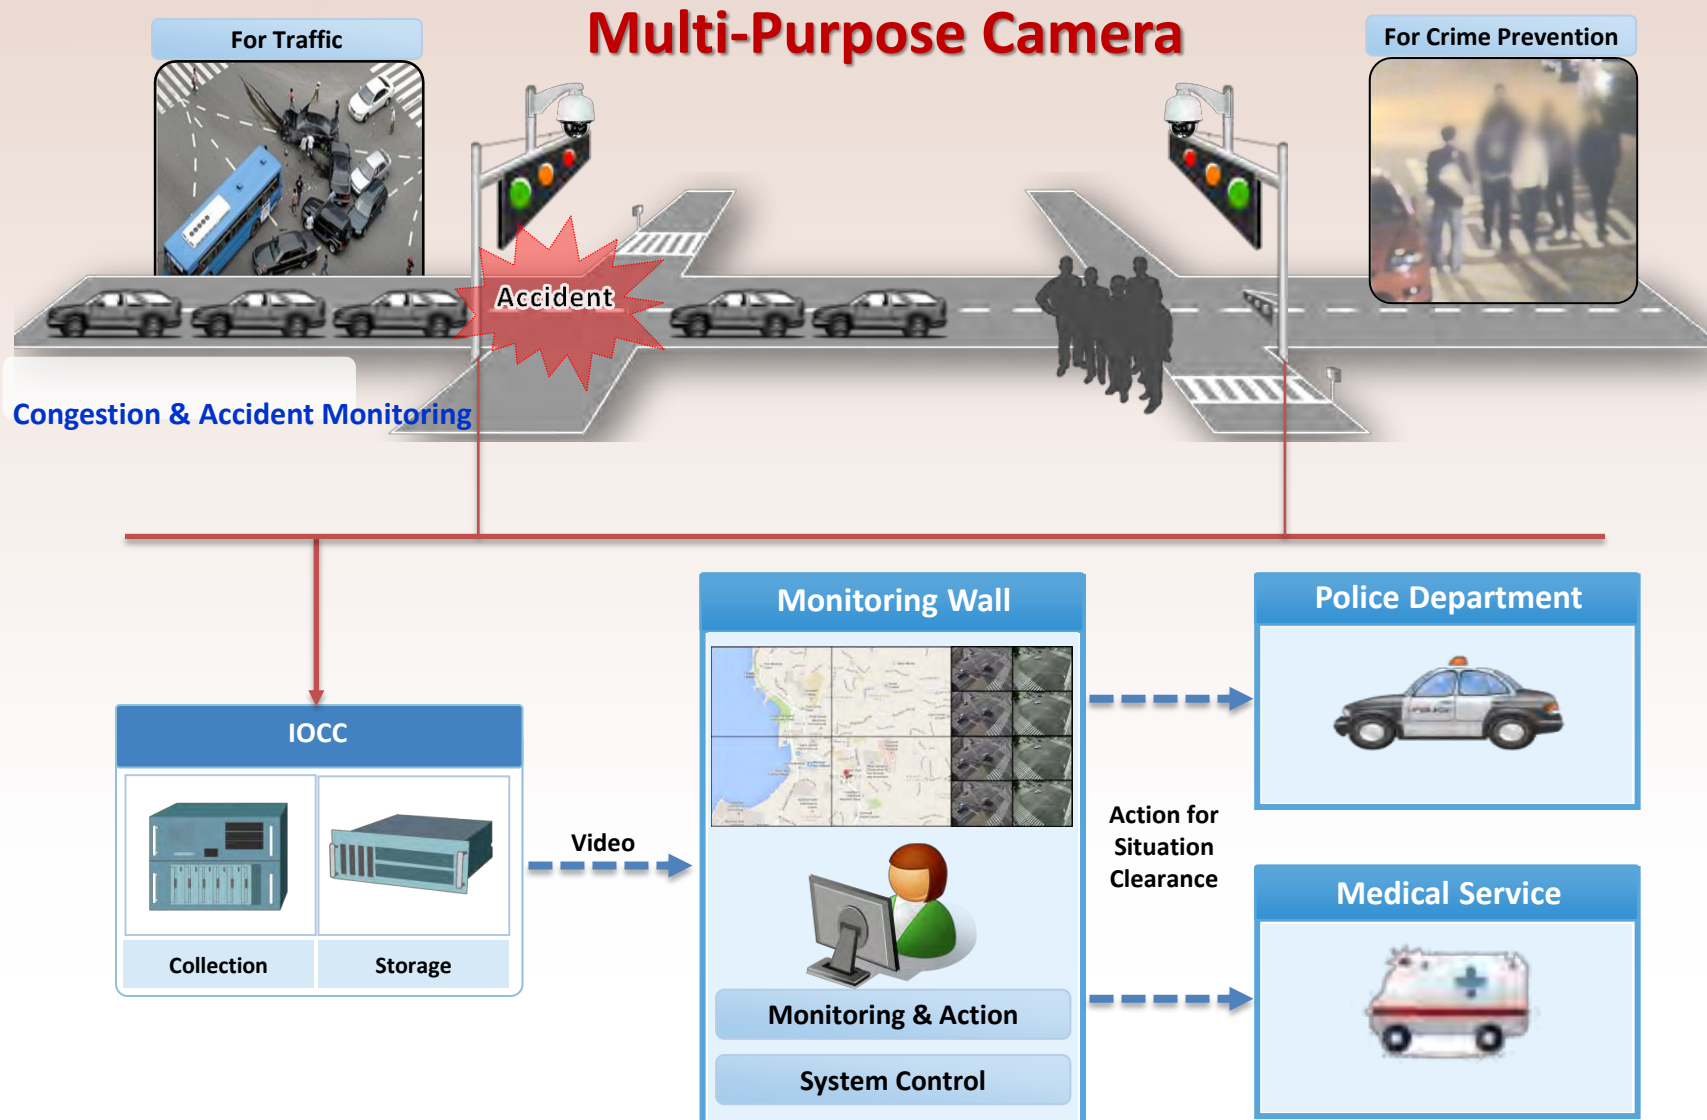 Multi-Purpose Camera
For Traffic
For Crime Prevention
Accident
Congestion & Accident Monitoring
IOCC
Collection
Storage
Video
Monitoring Wall
Monitoring & Action
System Control
Action for
Situation
Clearance
Police Department
Medical Service